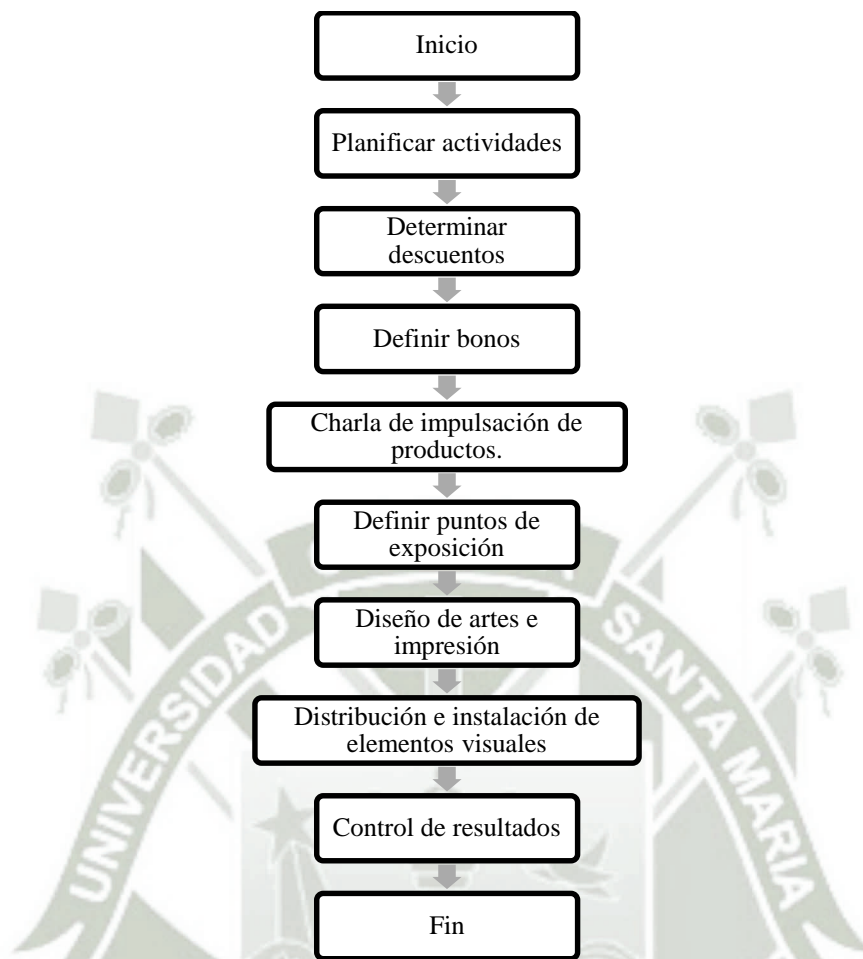 Inicio
Planificar actividades
Determinar
descuentos
Definir bonos
Charla de impulsación de
productos.
Definir puntos de
exposición
Diseño de artes e
impresión
Distribución e instalación de
elementos visuales
Control de resultados
Fin
UNIVERSIDAD
SANTA MARIA